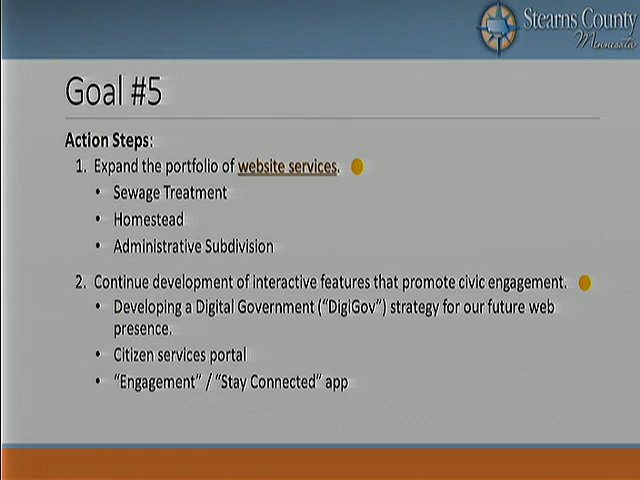 Stearns County
Minnesota
Goal #5
Action Steps:
1. Expand the portfolio of website services.
• Sewage Treatment
• Homestead
• Administrative Subdivision
2. Continue development of interactive features that promote civic engagement.
• Developing a Digital Government (“DigiGov”) strategy for our future web
presence.
• Citizen services portal
• “Engagement” / “Stay Connected” app